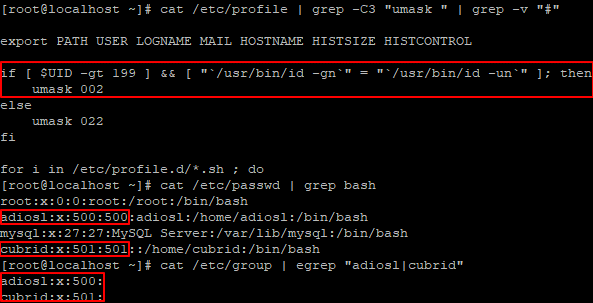 [root@localhost ~]# cat /etc/profile | grep -C3 "umask " | grep -v "#"
export PATH USER LOGNAME MAIL HOSTNAME HISTSIZE HISTCONTROL
if [ $UID -gt 199 ] && [ "`/usr/bin/id -gn`" = "`/usr/bin/id -un`" ]; then
    umask 002
else
    umask 022
fi
for i in /etc/profile.d/*.sh ; do
[root@localhost ~]# cat /etc/passwd | grep bash
root:x:0:0:root:/root:/bin/bash
adiosl:x:500:500:adiosl:/home/adiosl:/bin/bash
mysql:x:27:27:MySQL Server:/var/lib/mysql:/bin/bash
cubrid:x:501:501::/home/cubrid:/bin/bash
[root@localhost ~]# cat /etc/group | egrep "adiosl|cubrid"
adiosl:x:500:
cubrid:x:501: